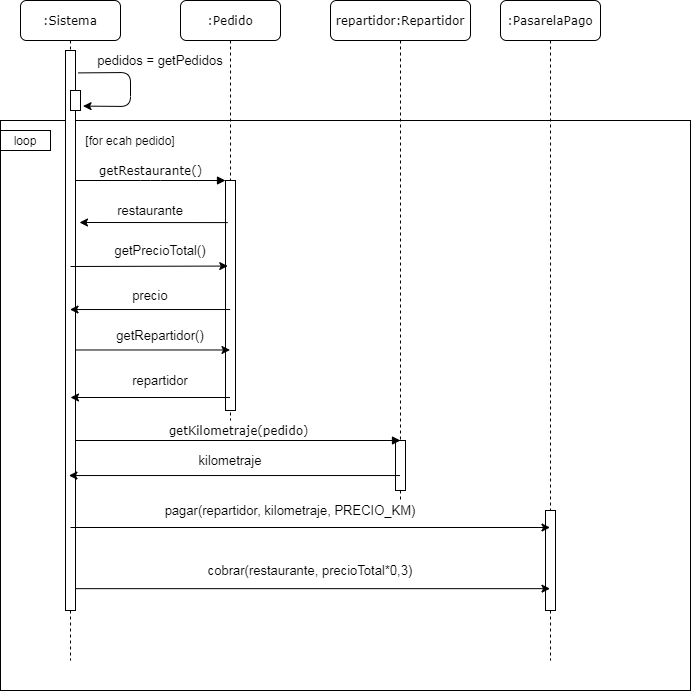 :Sistema
:Pedido
repartidor:Repartidor
:PasarelaPago
pedidos = getPedidos
loop
[for ecah pedido]
getRestaurante()
restaurante
getPrecioTotal()
precio
getRepartidor()
repartidor
getKilometraje(pedido)
kilometraje
pagar(repartidor, kilometraje, PRECIO_KM)
cobrar(restaurante, precioTotal*0,3)